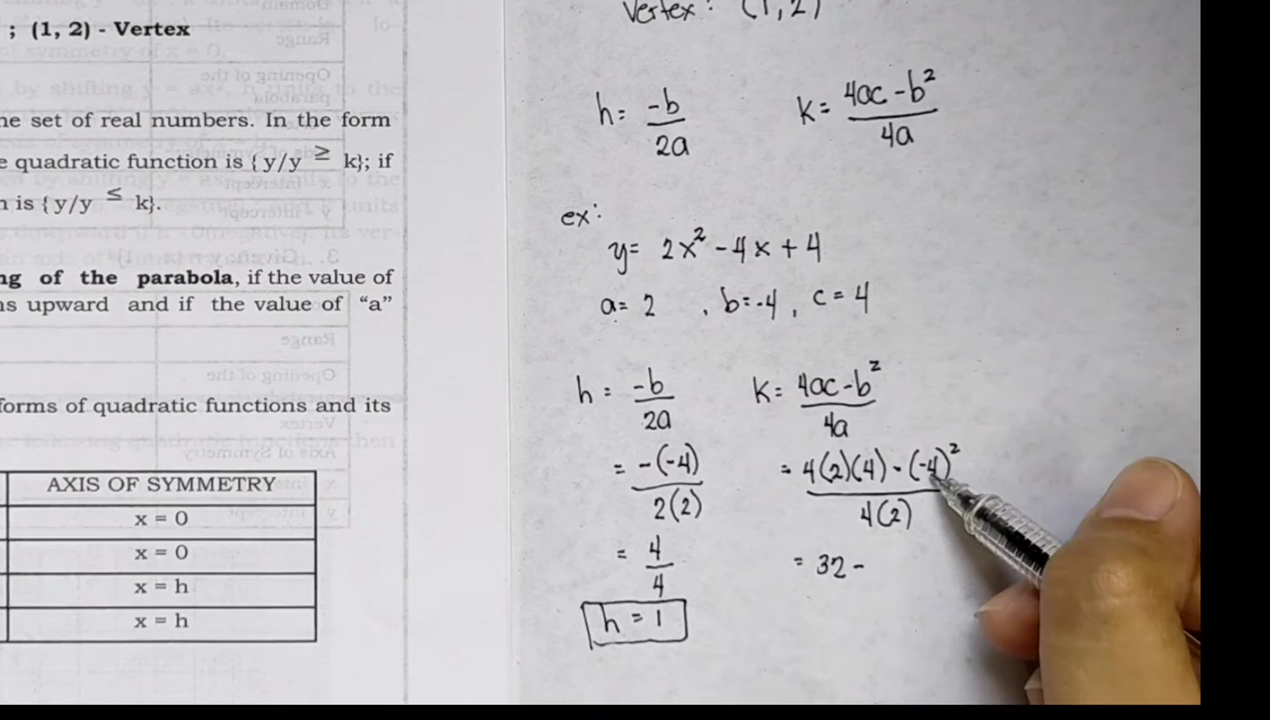 ; (1, 2) - Vertex
he set of real numbers. In the form
e quadratic function is { y/y ≥ k}; if
n is { y/y ≤ k}.
ng of the parabola, if the value of
ns upward and if the value of “a”
forms of quadratic functions and its
AXIS OF SYMMETRY
x = 0
x = 0
x = h
x = h
Vertex : (1, 2)
h = -b/2a K = 4ac - b²/4a
ex:
y = 2x² - 4x + 4
a = 2 , b = -4 , c = 4
h = -b/2a K = 4ac - b²/4a
= -(-4)/2(2) = 4(2)(4) - (-4)²/4(2)
= 4/4 = 32 -
h = 1